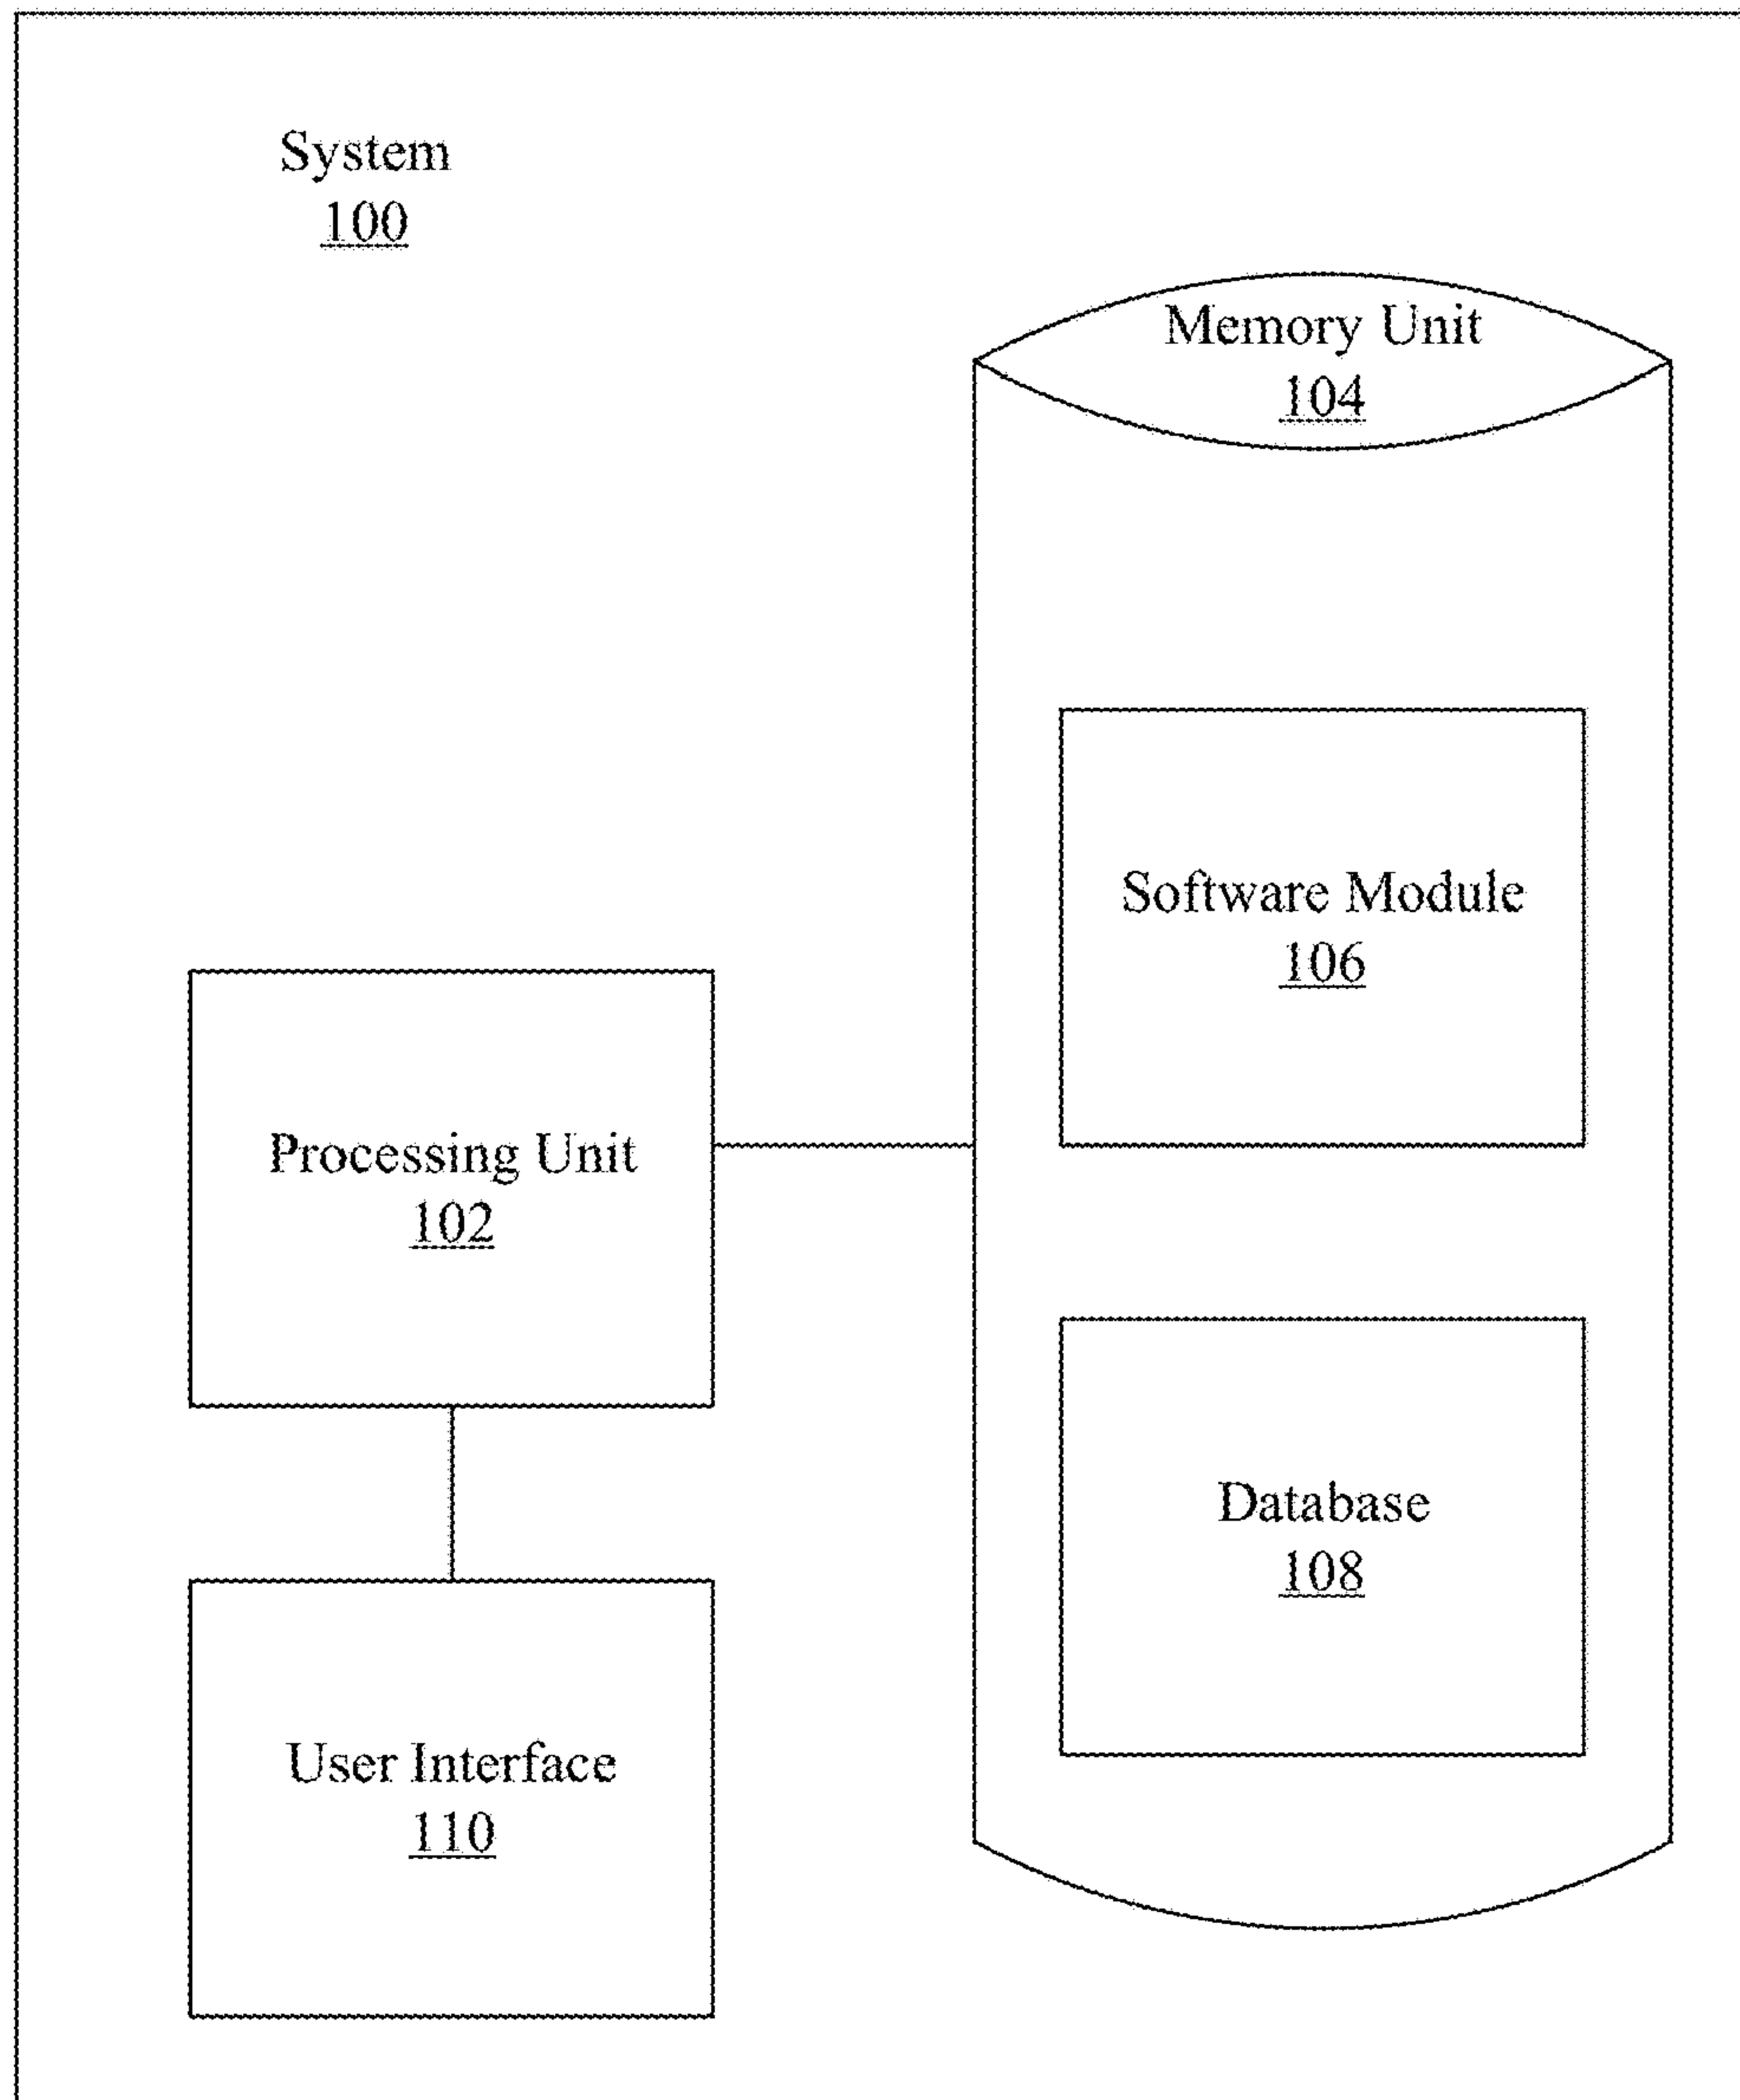 System
100
Memory Unit
104
Software Module
106
Processing Unit
102
Database
108
User Interface
110